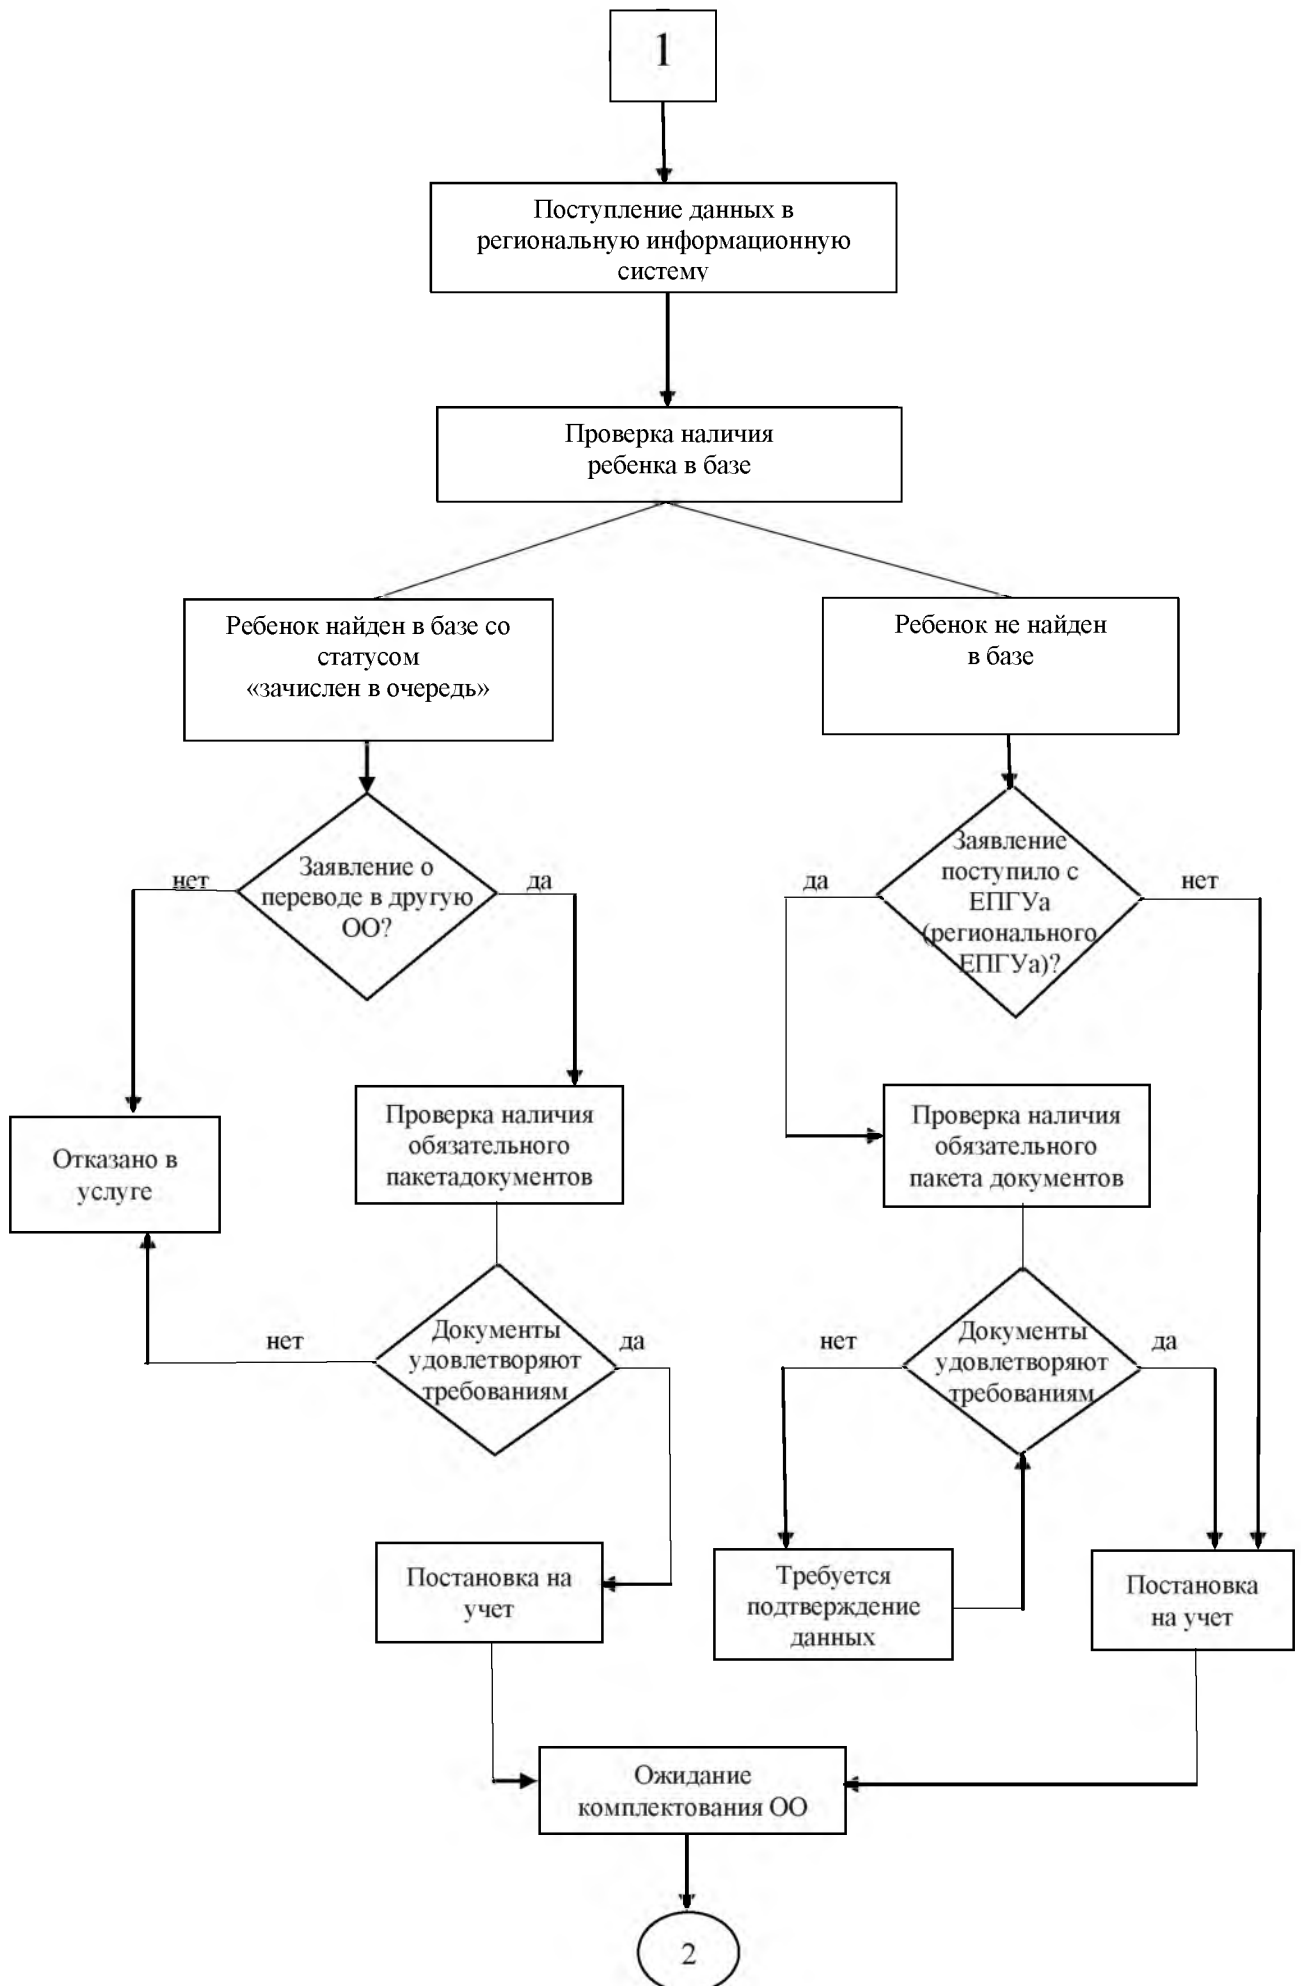 1
Поступление данных в
региональную информационную
систему
Проверка наличия
ребенка в базе
Ребенок найден в базе со
статусом
«зачислен в очередь»
Ребенок не найден
в базе
нет
Заявление о
переводе в другую
ОО?
да
да
Заявление
поступило с
ЕПГУа
(регионального
ЕПГУа)?
нет
Отказано в
услуге
Проверка наличия
обязательного
пакетадокументов
Проверка наличия
обязательного
пакета документов
нет
Документы
удовлетворяют
требованиям
да
нет
Документы
удовлетворяют
требованиям
да
Постановка на
учет
Требуется
подтверждение
данных
Постановка
на учет
Ожидание
комплектования ОО
2